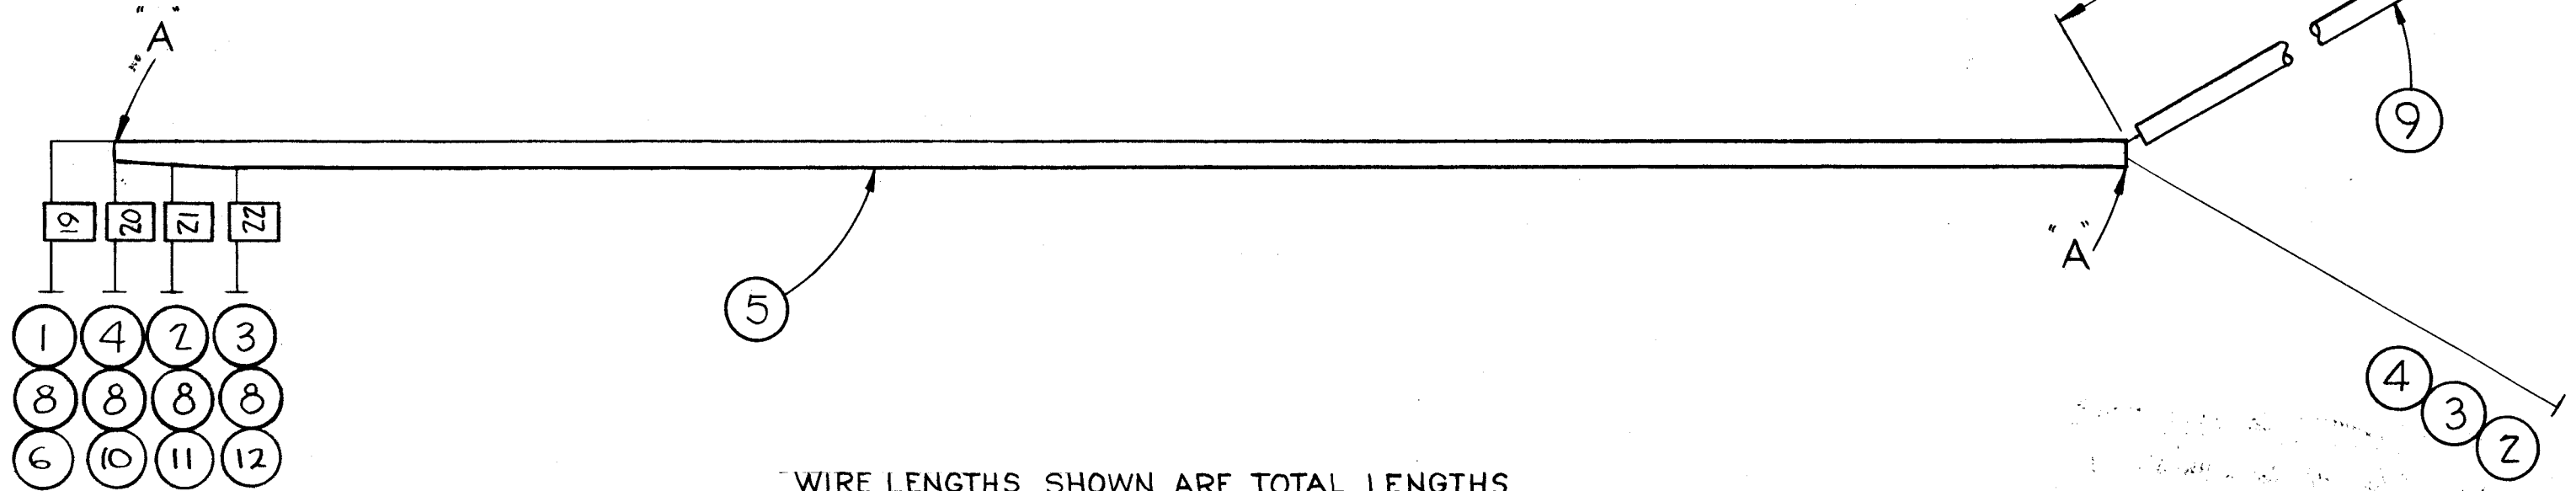 "A"
9
19 20 21 22
"A"
5
1 4 2 3
8 8 8 8
6 10 11 12
4 3 2
WIRE LENGTHS SHOWN ARE TOTAL LENGTHS